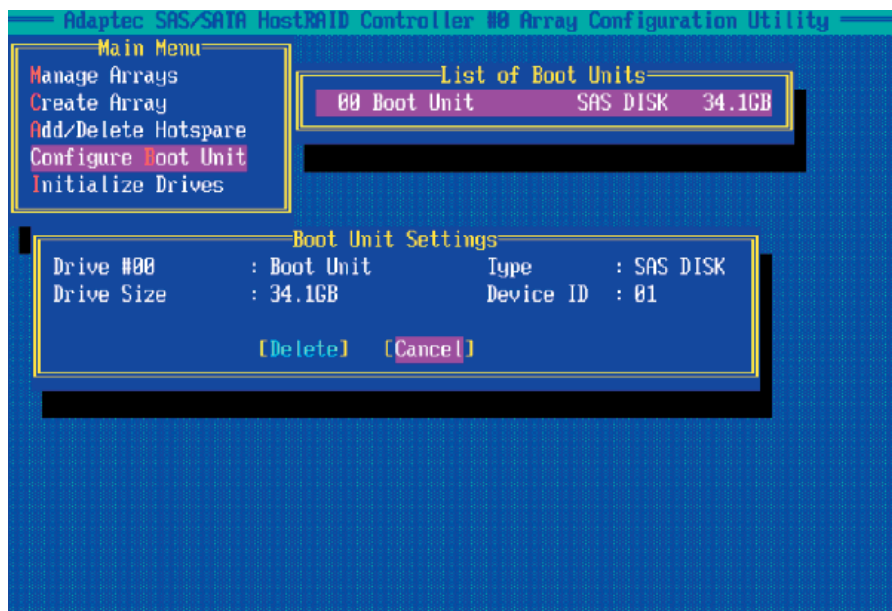 Adaptec SAS/SATA HostRAID Controller #0 Array Configuration Utility
Main Menu
Manage Arrays
Create Array
Add/Delete Hotspare
Configure Boot Unit
Initialize Drives
List of Boot Units
00 Boot Unit SAS DISK 34.1GB
Boot Unit Settings
Drive #00 : Boot Unit Type : SAS DISK
Drive Size : 34.1GB Device ID : 01
[Delete] [Cancel]